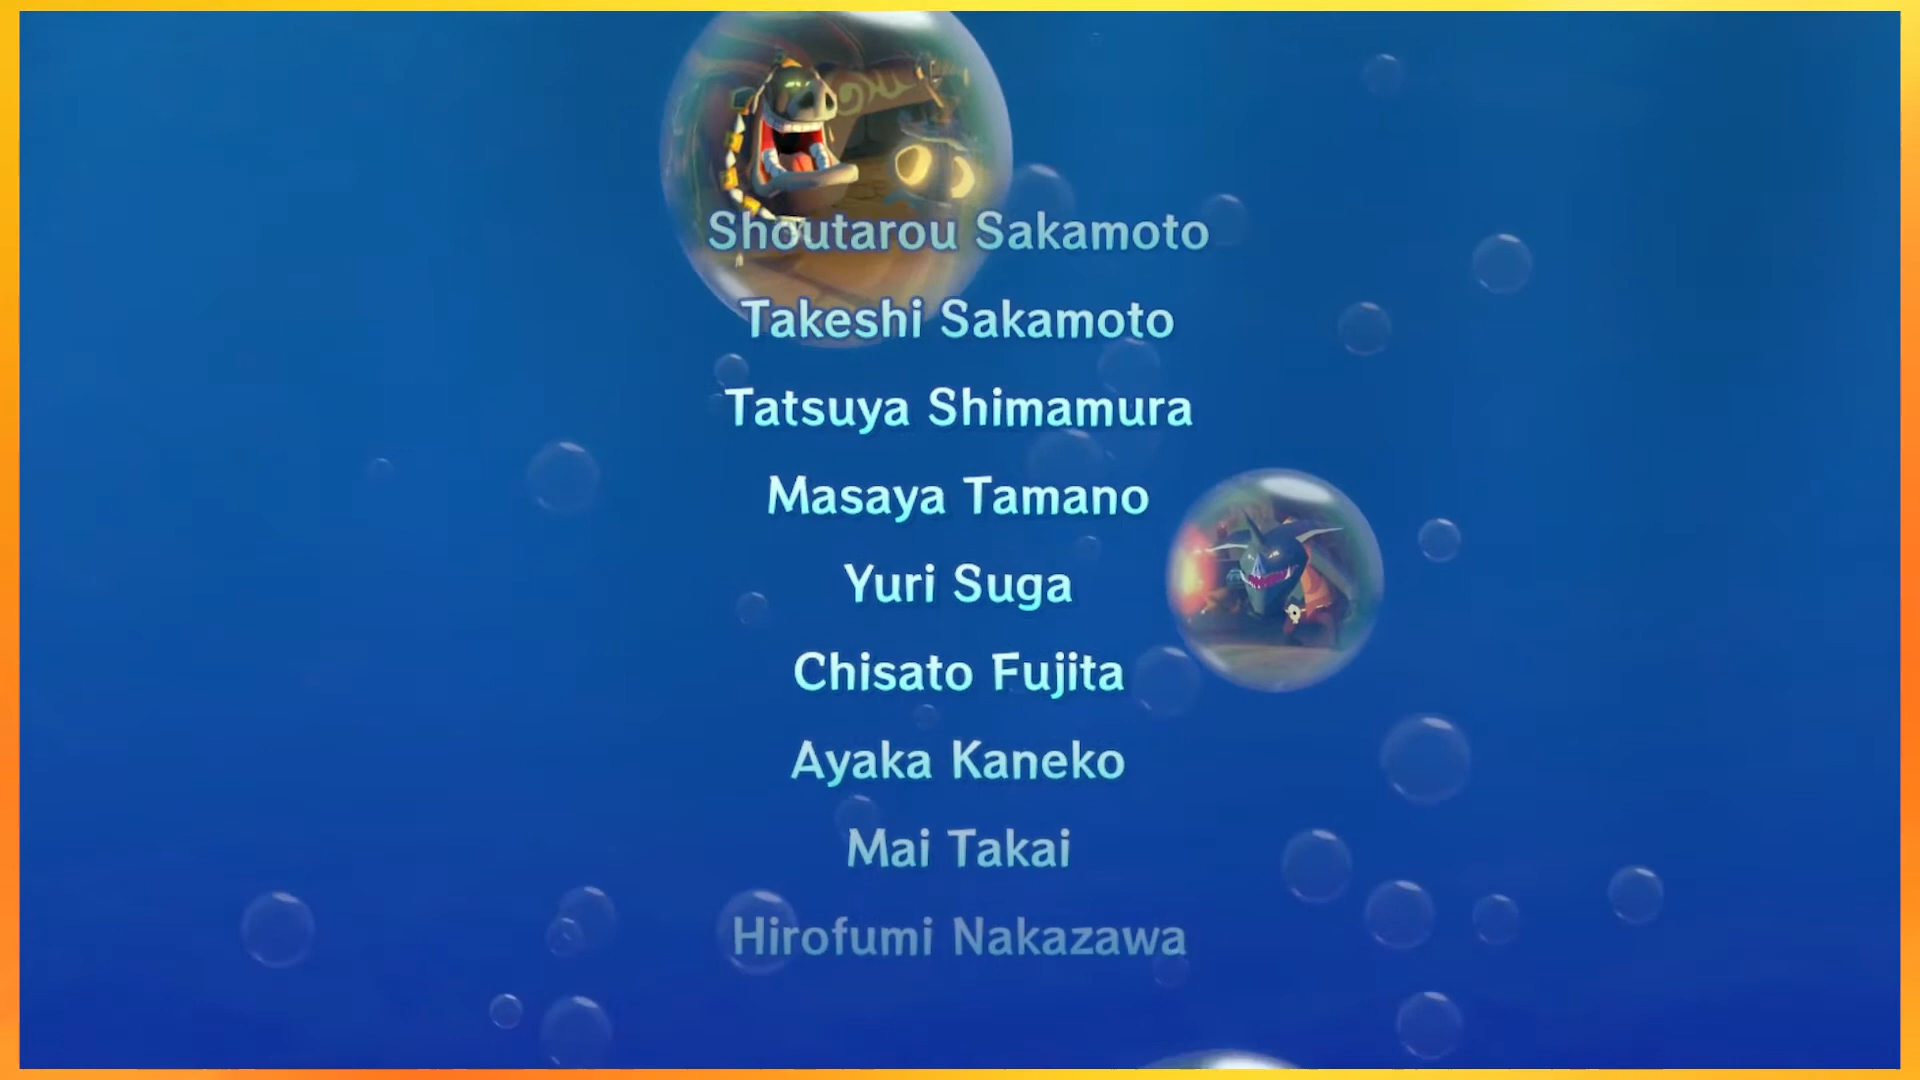 Shoutarou Sakamoto
Takeshi Sakamoto
Tatsuya Shimamura
Masaya Tamano
Yuri Suga
Chisato Fujita
Ayaka Kaneko
Mai Takai
Hirofumi Nakazawa